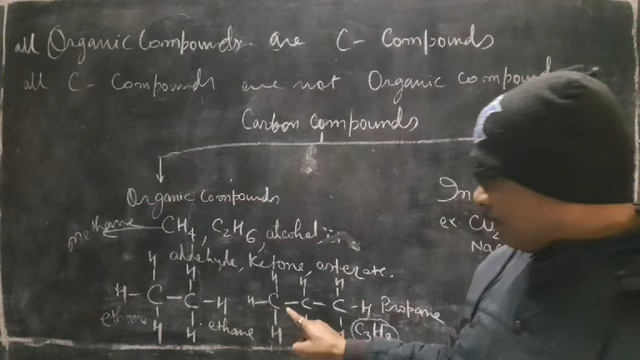 all Organic Compounds are C- Compounds
all C- Compounds are not Organic compound
Carbon compounds
Organic Compounds
In
methane CH4, C2H6, alcohol,
ex:
aldehyde, Ketone, esterate.
Na
H H H H H
H-C-C-H H-C-C-C-H Propane
ethane H H ethane H C3H8